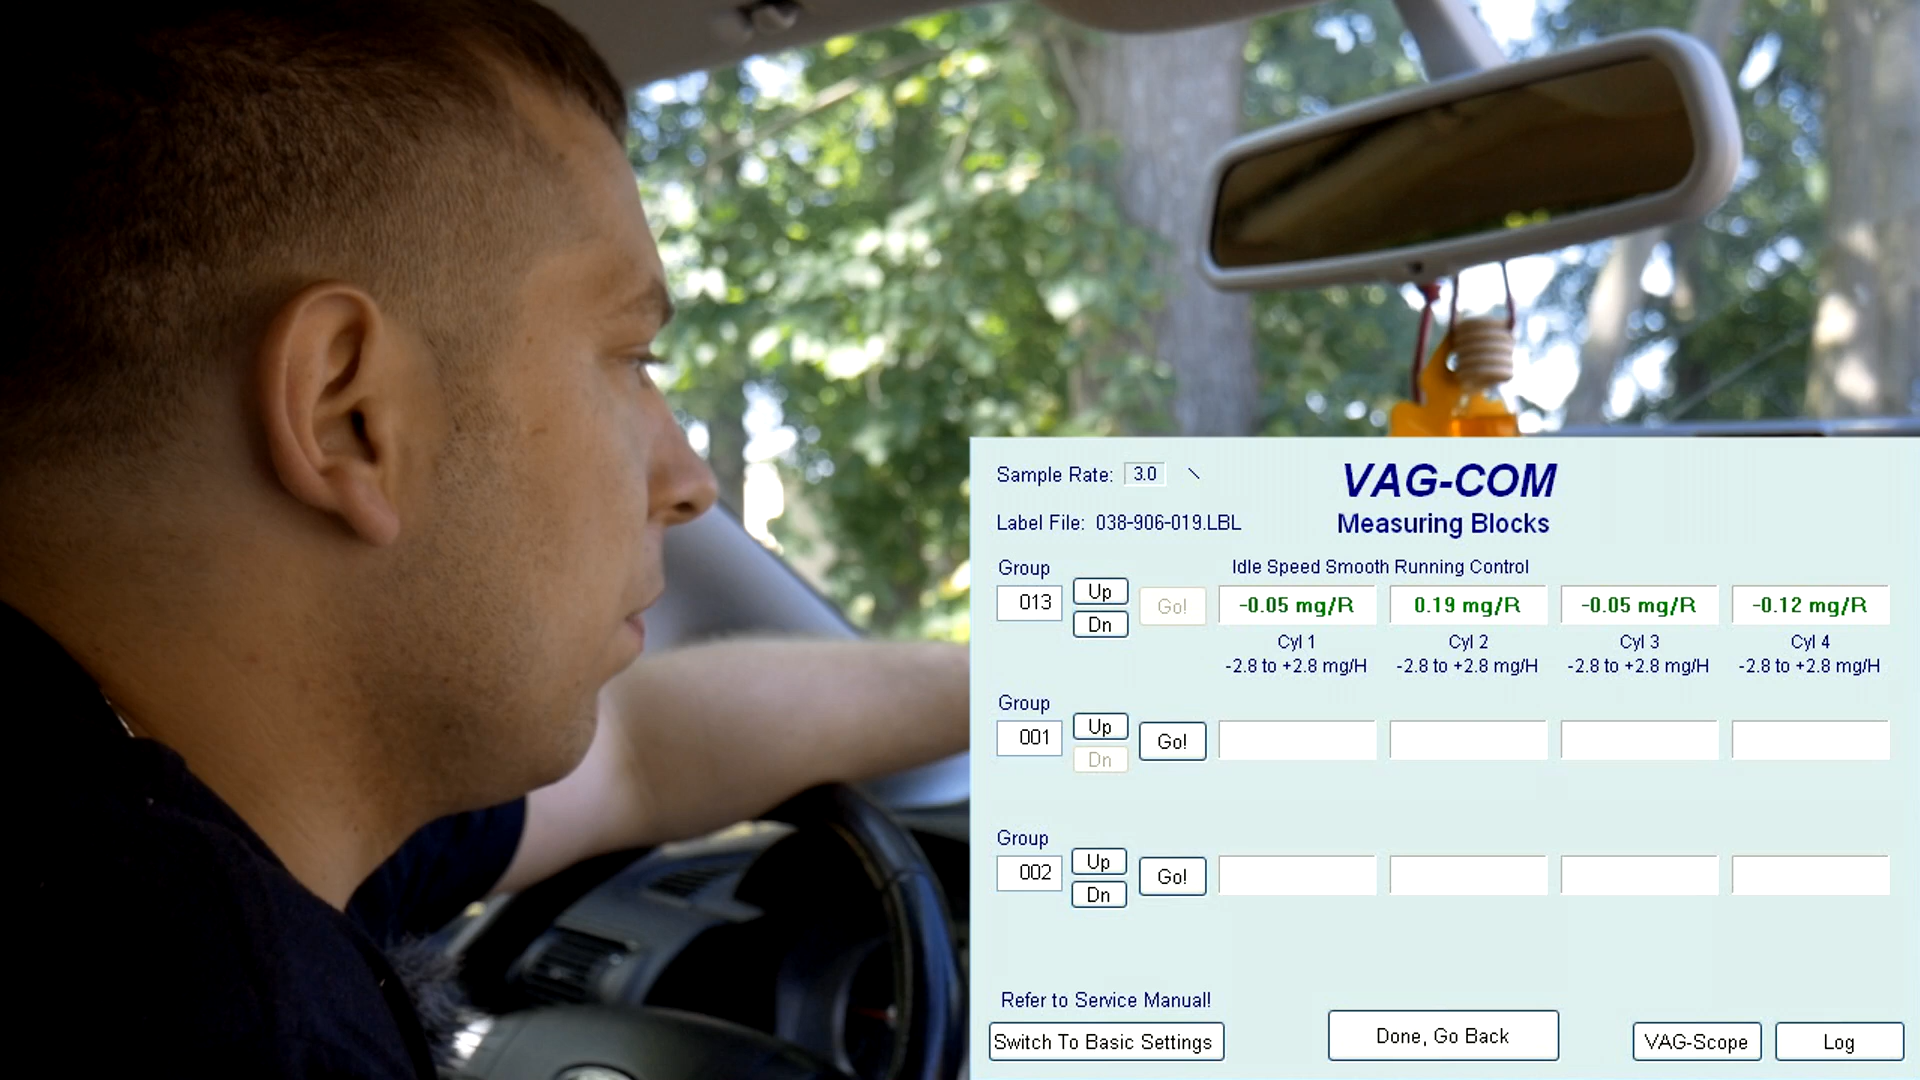 Sample Rate: 3.0
VAG-COM
Label File: 038-906-019.LBL
Measuring Blocks
Group
Idle Speed Smooth Running Control
013
Up
Dn
Go!
-0.05 mg/R
0.19 mg/R
-0.05 mg/R
-0.12 mg/R
Cyl 1
Cyl 2
Cyl 3
Cyl 4
-2.8 to +2.8 mg/H
-2.8 to +2.8 mg/H
-2.8 to +2.8 mg/H
-2.8 to +2.8 mg/H
Group
001
Up
Dn
Go!
Group
002
Up
Dn
Go!
Refer to Service Manual!
Switch To Basic Settings
Done, Go Back
VAG-Scope
Log